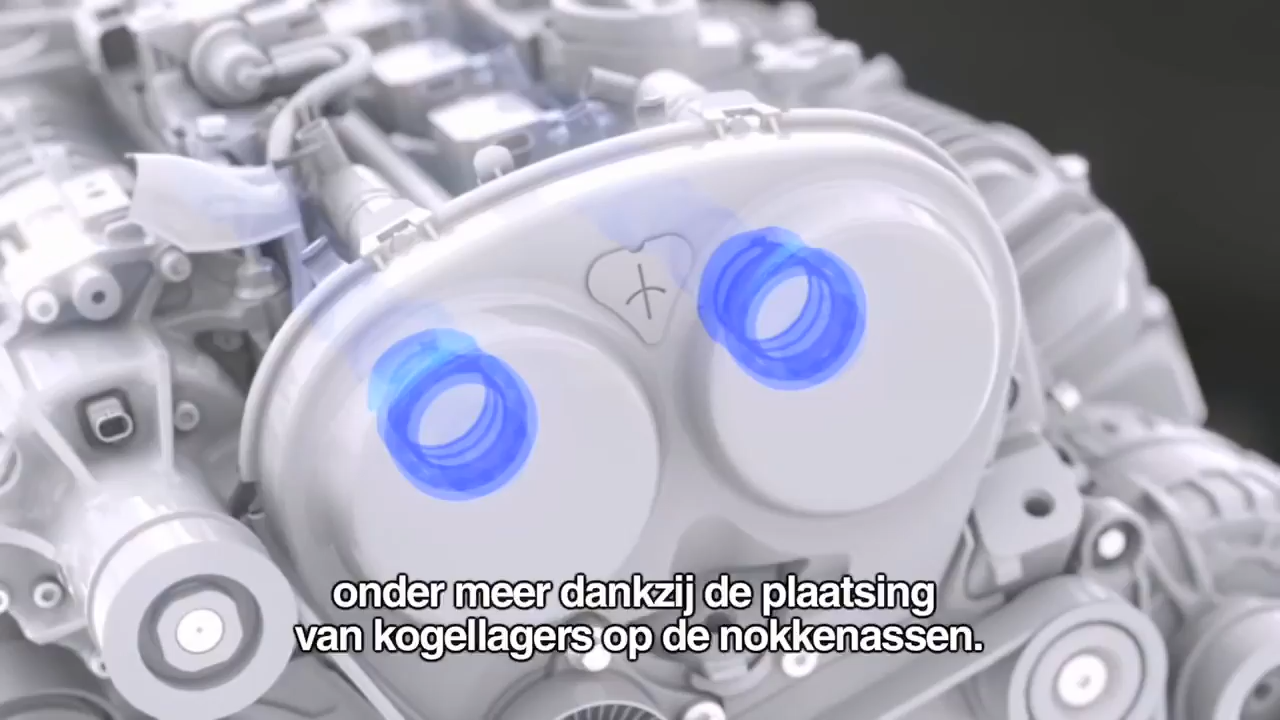 onder meer dankzij de plaatsing
van kogellagers op de nokkenassen.